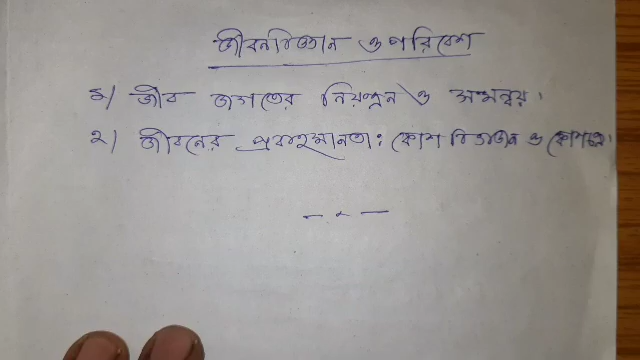 জীবনবিজ্ঞান ও পরিবেশ
১) জীব জগতের নিয়ন্ত্রন ও সমন্বয়।
২) জীবনের প্রবহমানতা: কোশ বিভাজন ও কোশচক্র।